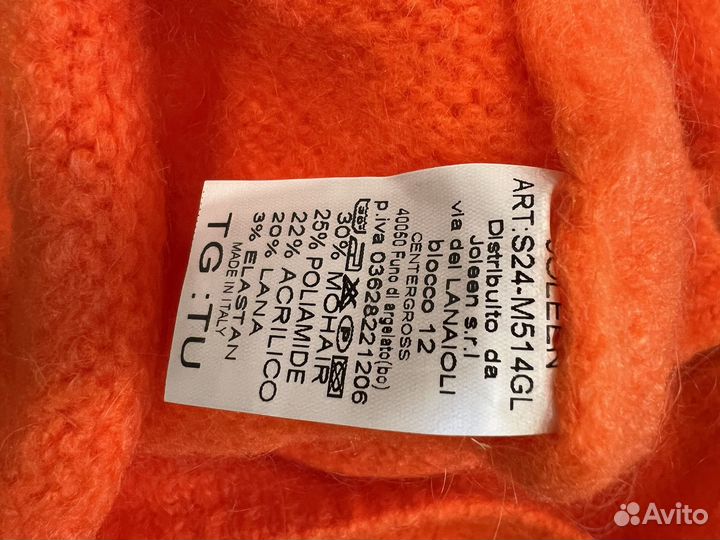 JOLEEN
ART:S24-M514GL
Distribuito da
Joleen s.r.l
via dei LANAIOLI
blocco 12
CENTERGROSS
40050 Funo di argelato(bo)
p.iva 03628221206
30% MOHAIR
25% POLIAMIDE
22% ACRILICO
20% LANA
3% ELASTAN
MADE IN ITALY
TG:TU
Avito